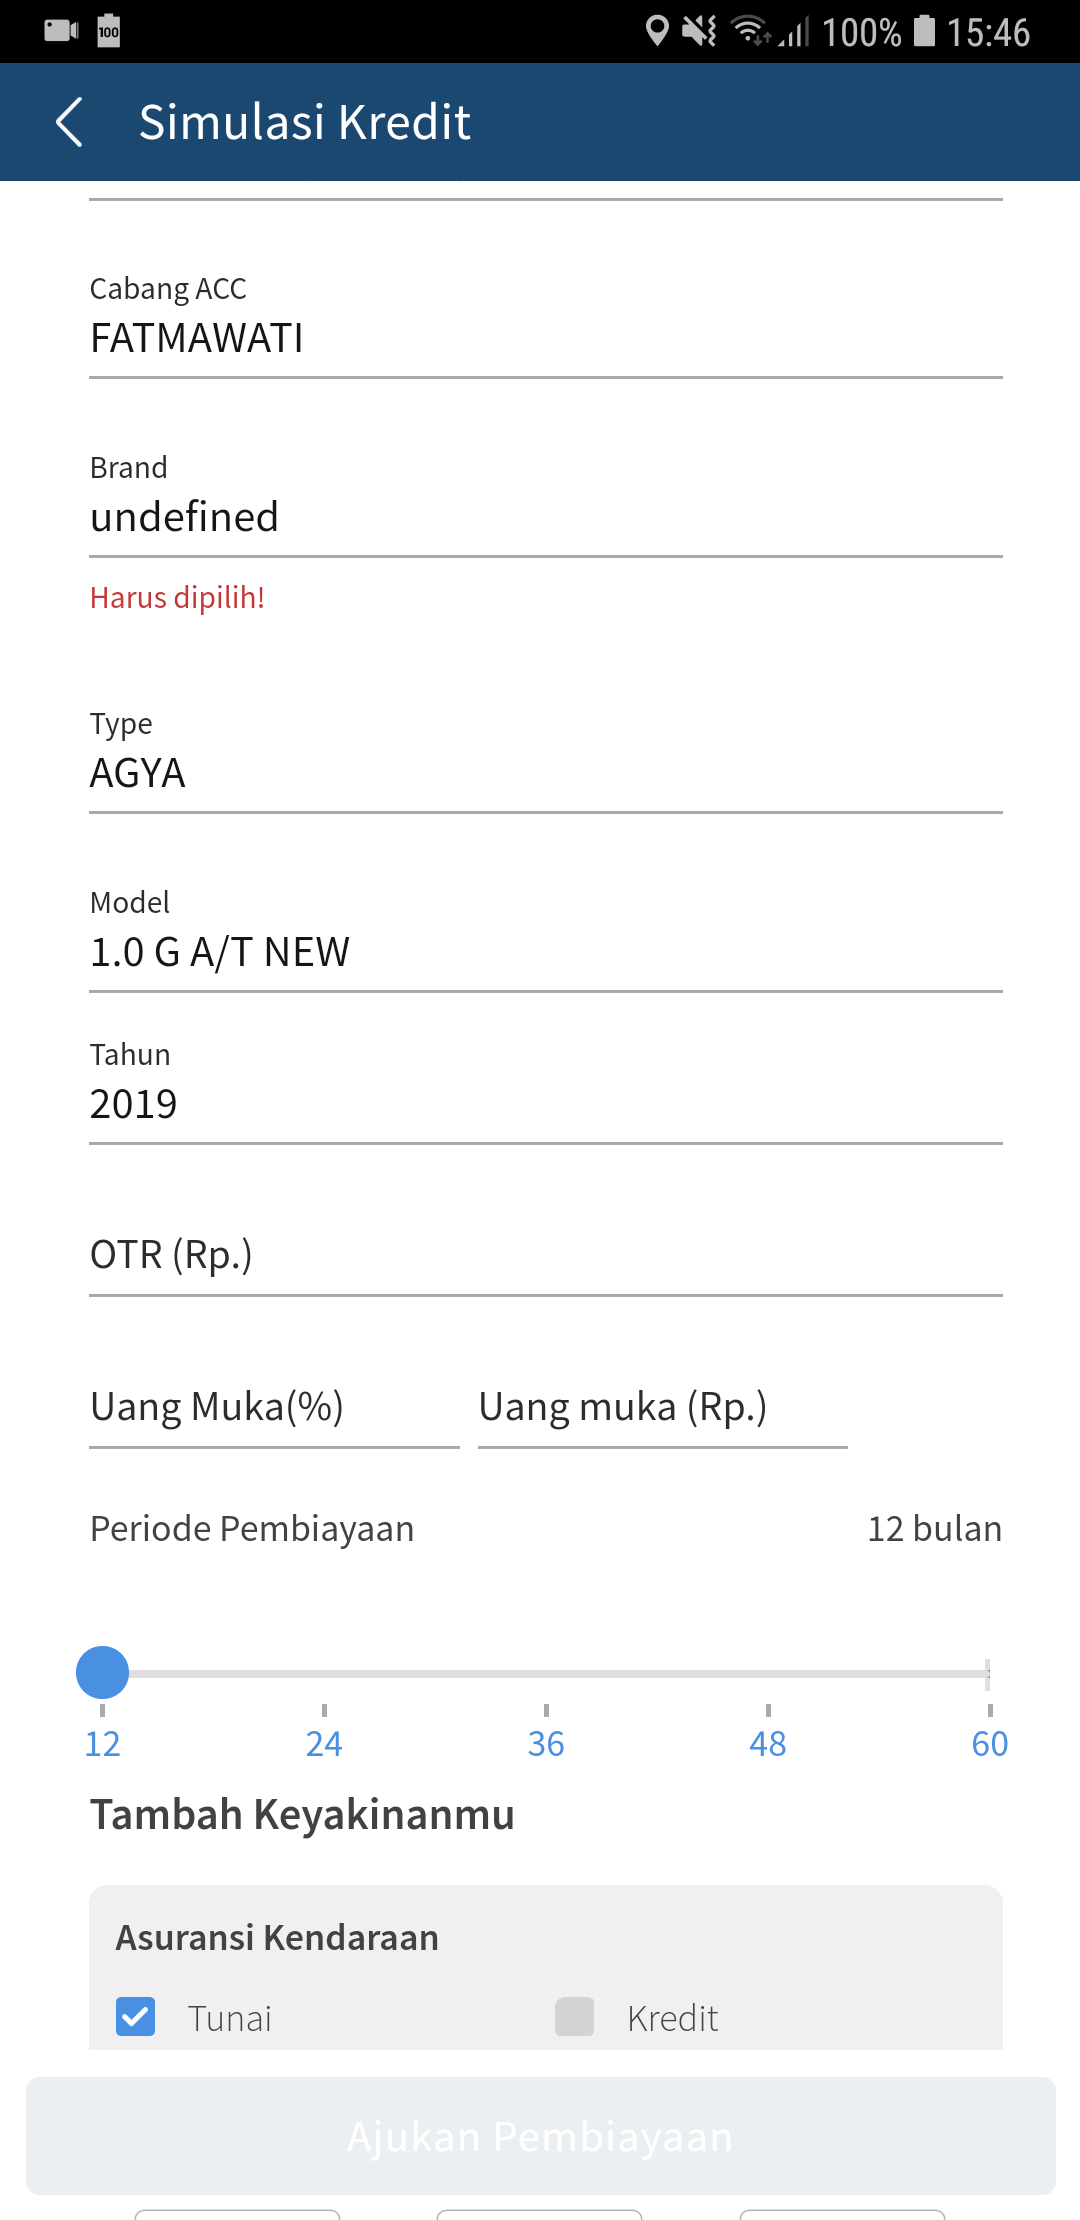 100 100% 15:46
Simulasi Kredit
Cabang ACC
FATMAWATI
Brand
undefined
Harus dipilih!
Type
AGYA
Model
1.0 G A/T NEW
Tahun
2019
OTR (Rp.)
Uang Muka(%) Uang muka (Rp.)
Periode Pembiayaan 12 bulan
12 24 36 48 60
Tambah Keyakinanmu
Asuransi Kendaraan
Tunai Kredit
Ajukan Pembiayaan